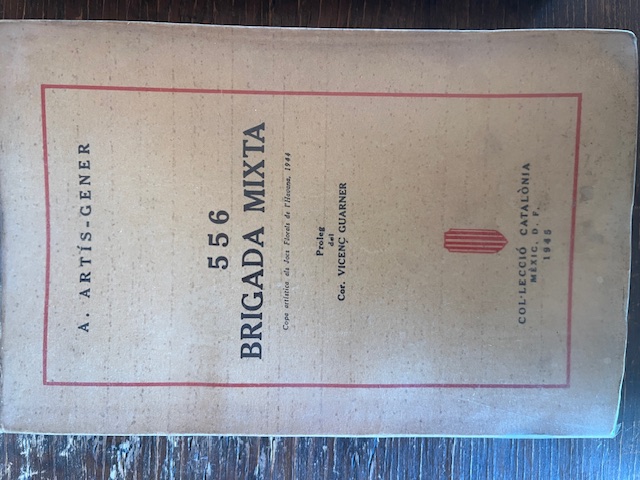 A. ARTÍS-GENER
556
BRIGADA MIXTA
Copa artística als Jocs Florals de l'Havana, 1944
Proleg
del
Cor. VICENÇ GUARNER
COL·LECCIÓ CATALÒNIA
MÈXIC, D. F.
1945